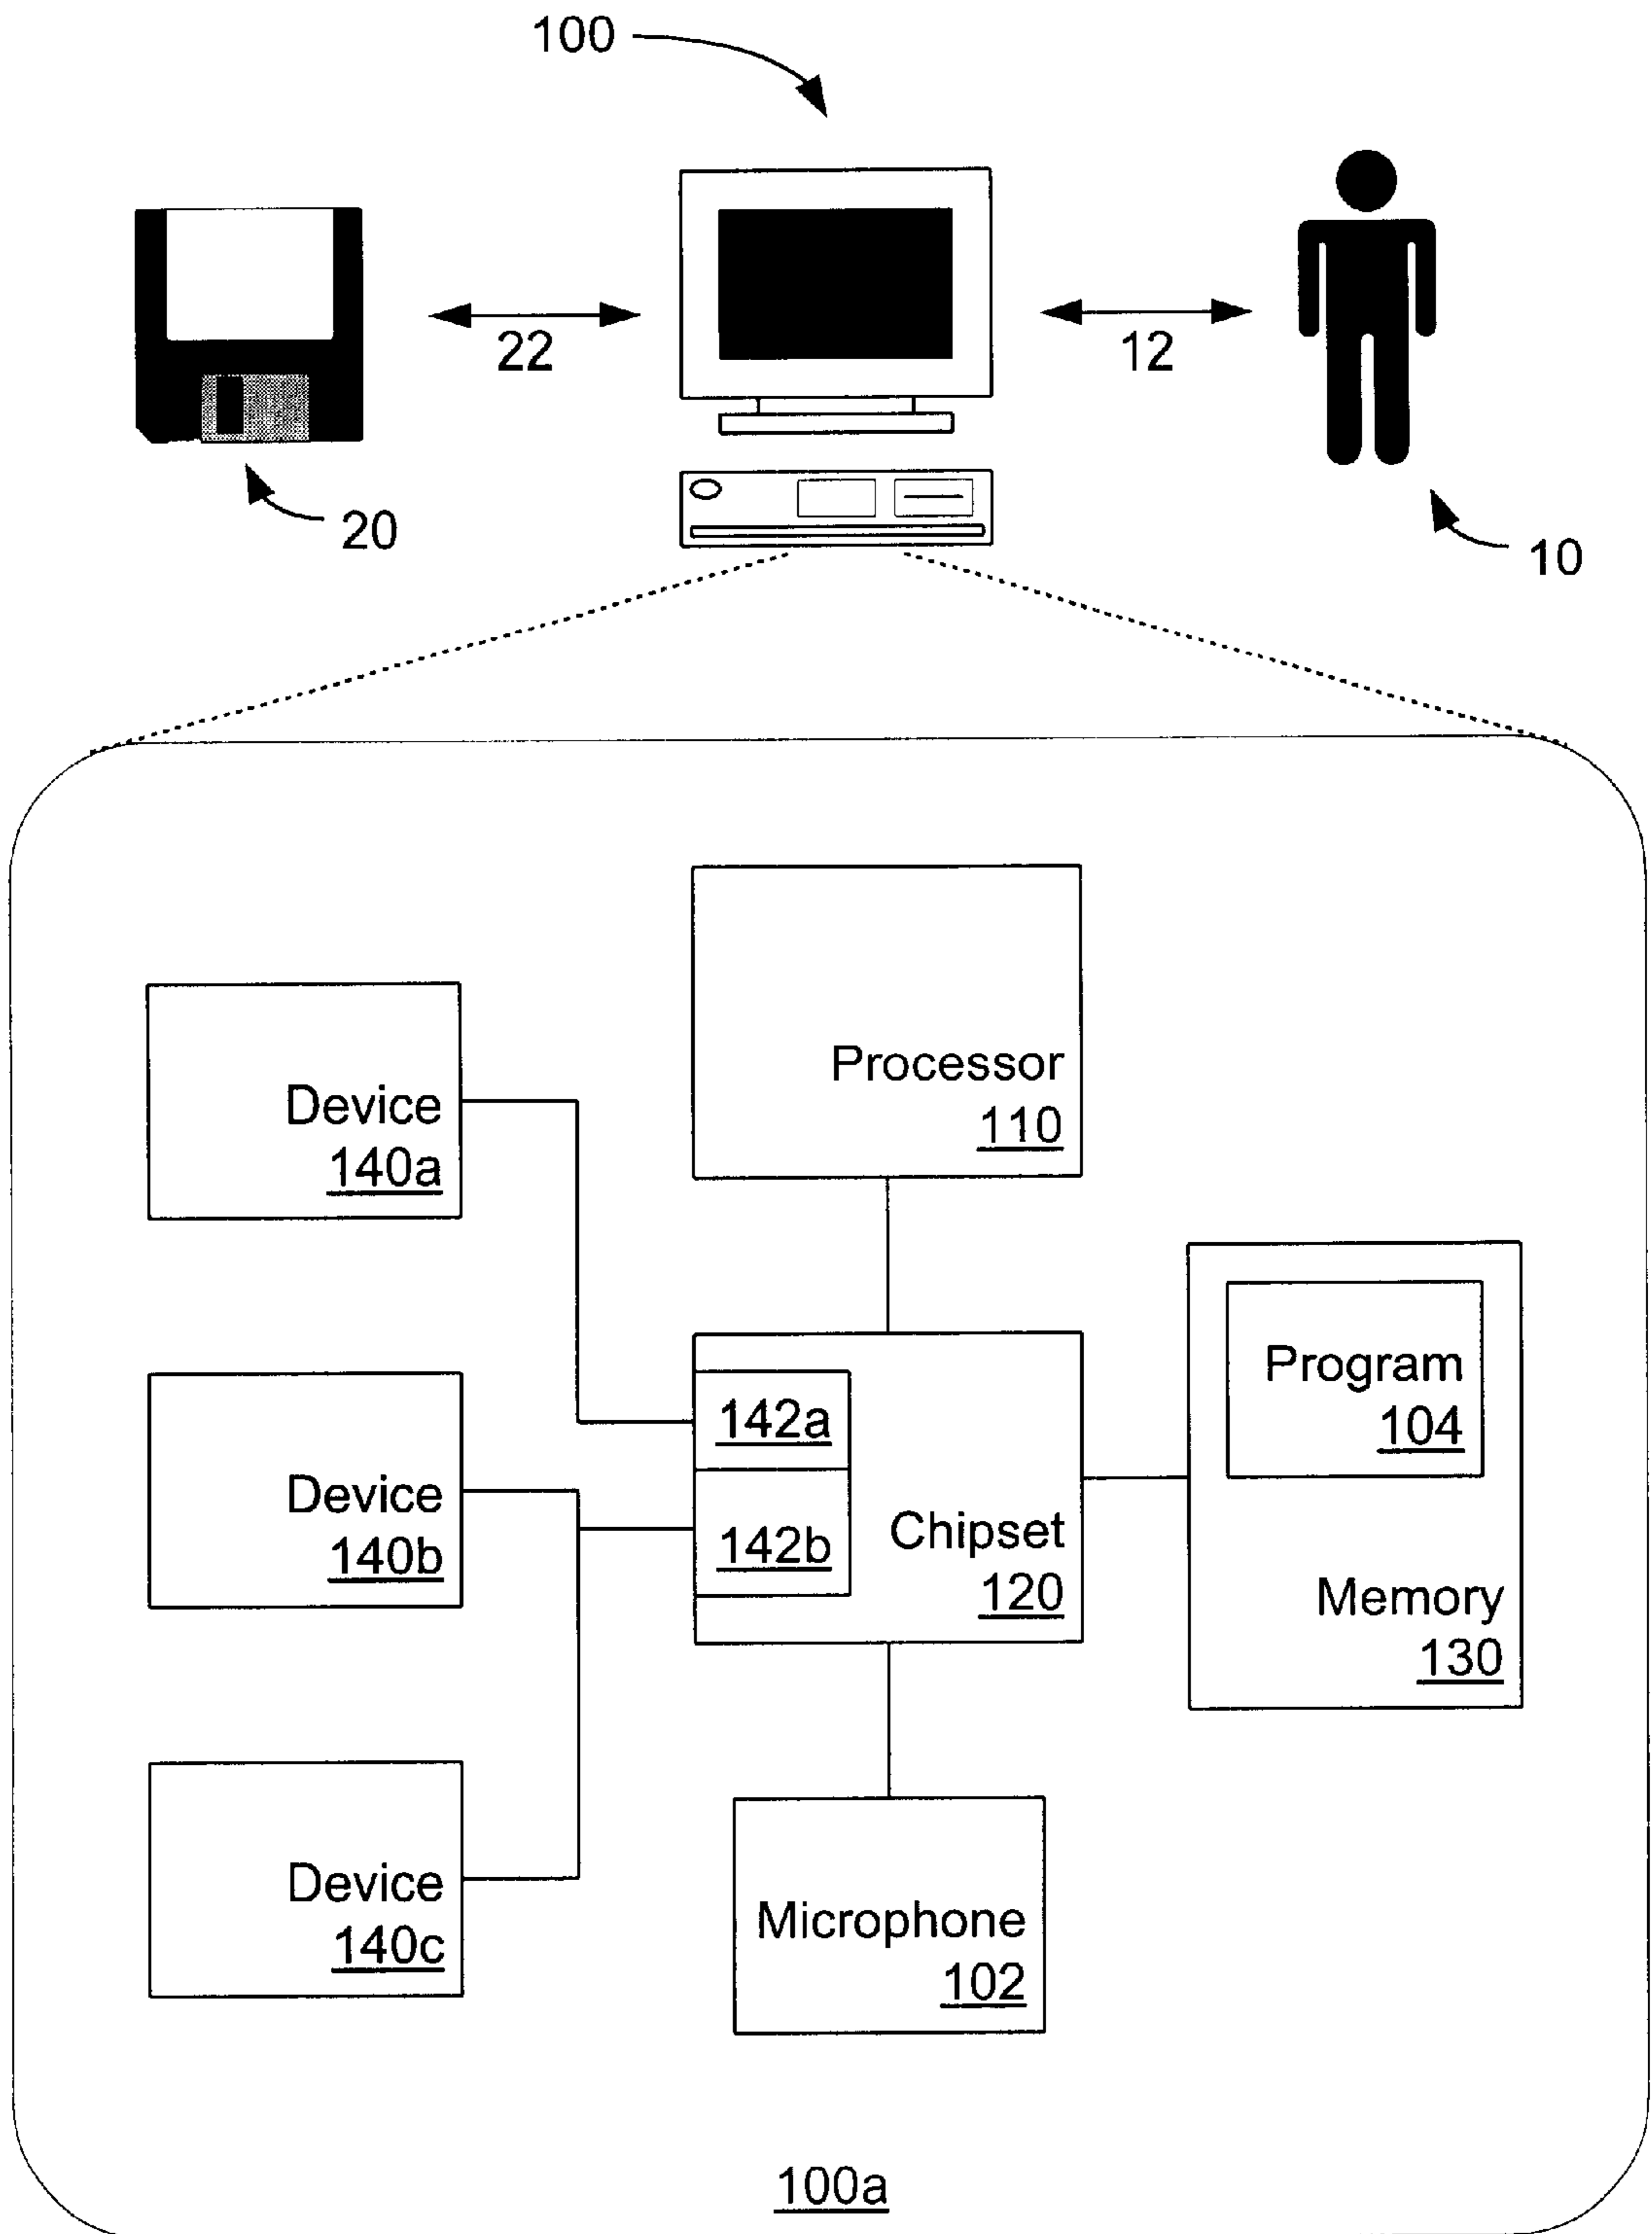 100
22
12
20
10
Processor
110
Device
140a
Program
104
142a
Device
140b
142b
Chipset
120
Memory
130
Device
140c
Microphone
102
100a